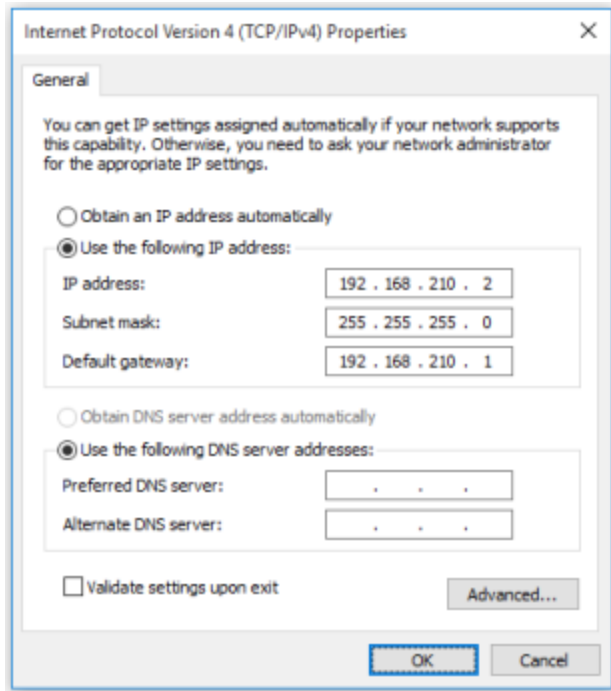 Internet Protocol Version 4 (TCP/IPv4) Properties
General
You can get IP settings assigned automatically if your network supports
this capability. Otherwise, you need to ask your network administrator
for the appropriate IP settings.
Obtain an IP address automatically
Use the following IP address:
IP address: 192 . 168 . 210 . 2
Subnet mask: 255 . 255 . 255 . 0
Default gateway: 192 . 168 . 210 . 1
Obtain DNS server address automatically
Use the following DNS server addresses:
Preferred DNS server: . . .
Alternate DNS server: . . .
Validate settings upon exit
Advanced...
OK Cancel